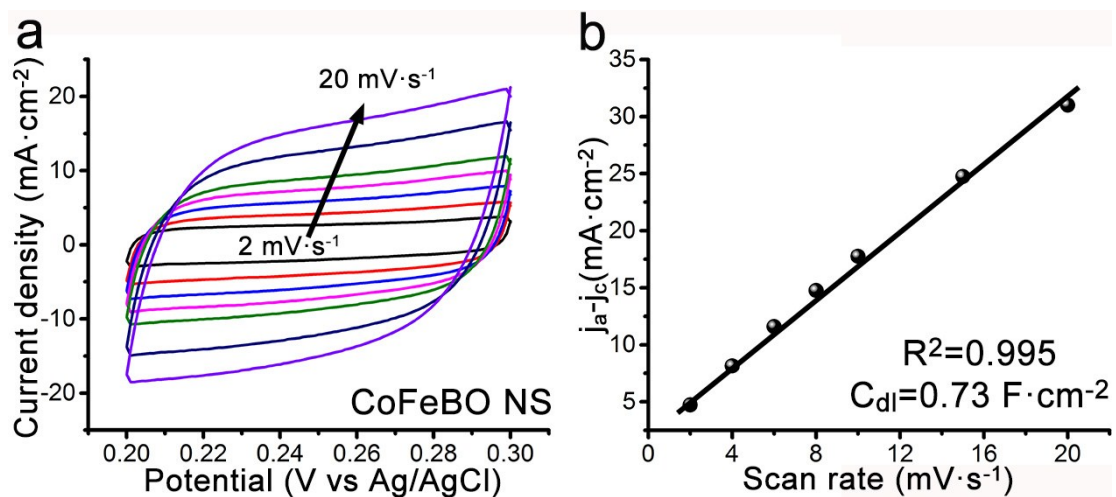 a
Current density (mA·cm-2)
20
10
0
-10
-20
20 mV·s-1
2 mV·s-1
CoFeBO NS
0.20 0.22 0.24 0.26 0.28 0.30
Potential (V vs Ag/AgCl)
b
ja-jc(mA·cm-2)
35
30
25
20
15
10
5
R2=0.995
Cdl=0.73 F·cm-2
0 4 8 12 16 20
Scan rate (mV·s-1)